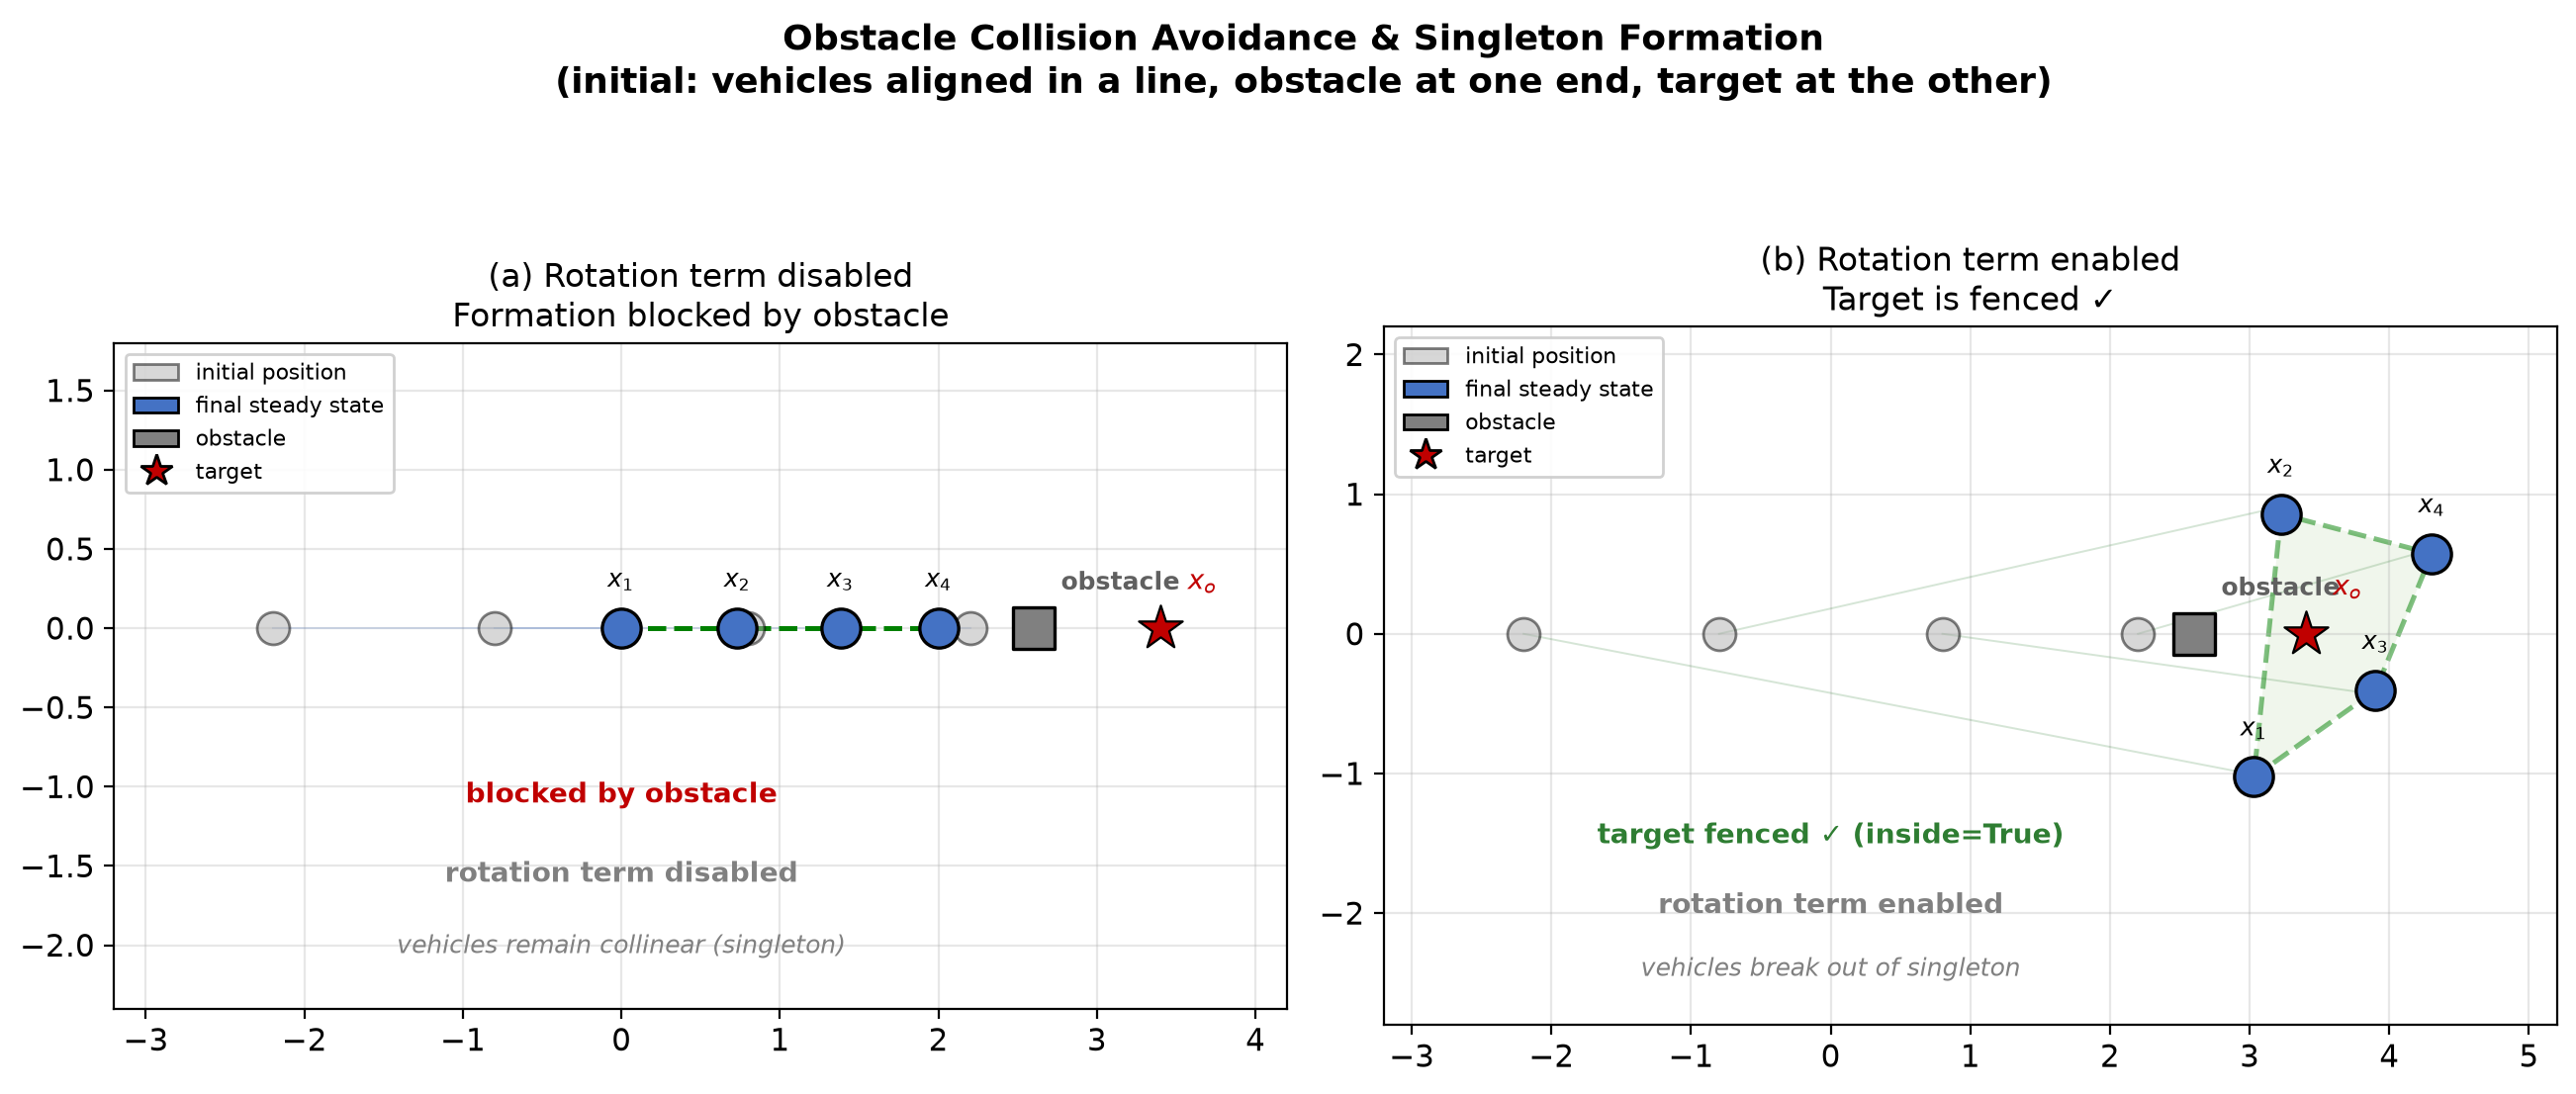 Obstacle Collision Avoidance & Singleton Formation
(initial: vehicles aligned in a line, obstacle at one end, target at the other)
(a) Rotation term disabled
Formation blocked by obstacle
initial position
final steady state
obstacle
target
1.5
1.0
0.5
0.0
−0.5
−1.0
−1.5
−2.0
x₁ x₂ x₃ x₄
obstacle xₒ
blocked by obstacle
rotation term disabled
vehicles remain collinear (singleton)
−3 −2 −1 0 1 2 3 4
(b) Rotation term enabled
Target is fenced ✓
initial position
final steady state
obstacle
target
2
1
0
−1
−2
x₂
x₄
obstacle xₒ
x₃
x₁
target fenced ✓ (inside=True)
rotation term enabled
vehicles break out of singleton
−3 −2 −1 0 1 2 3 4 5